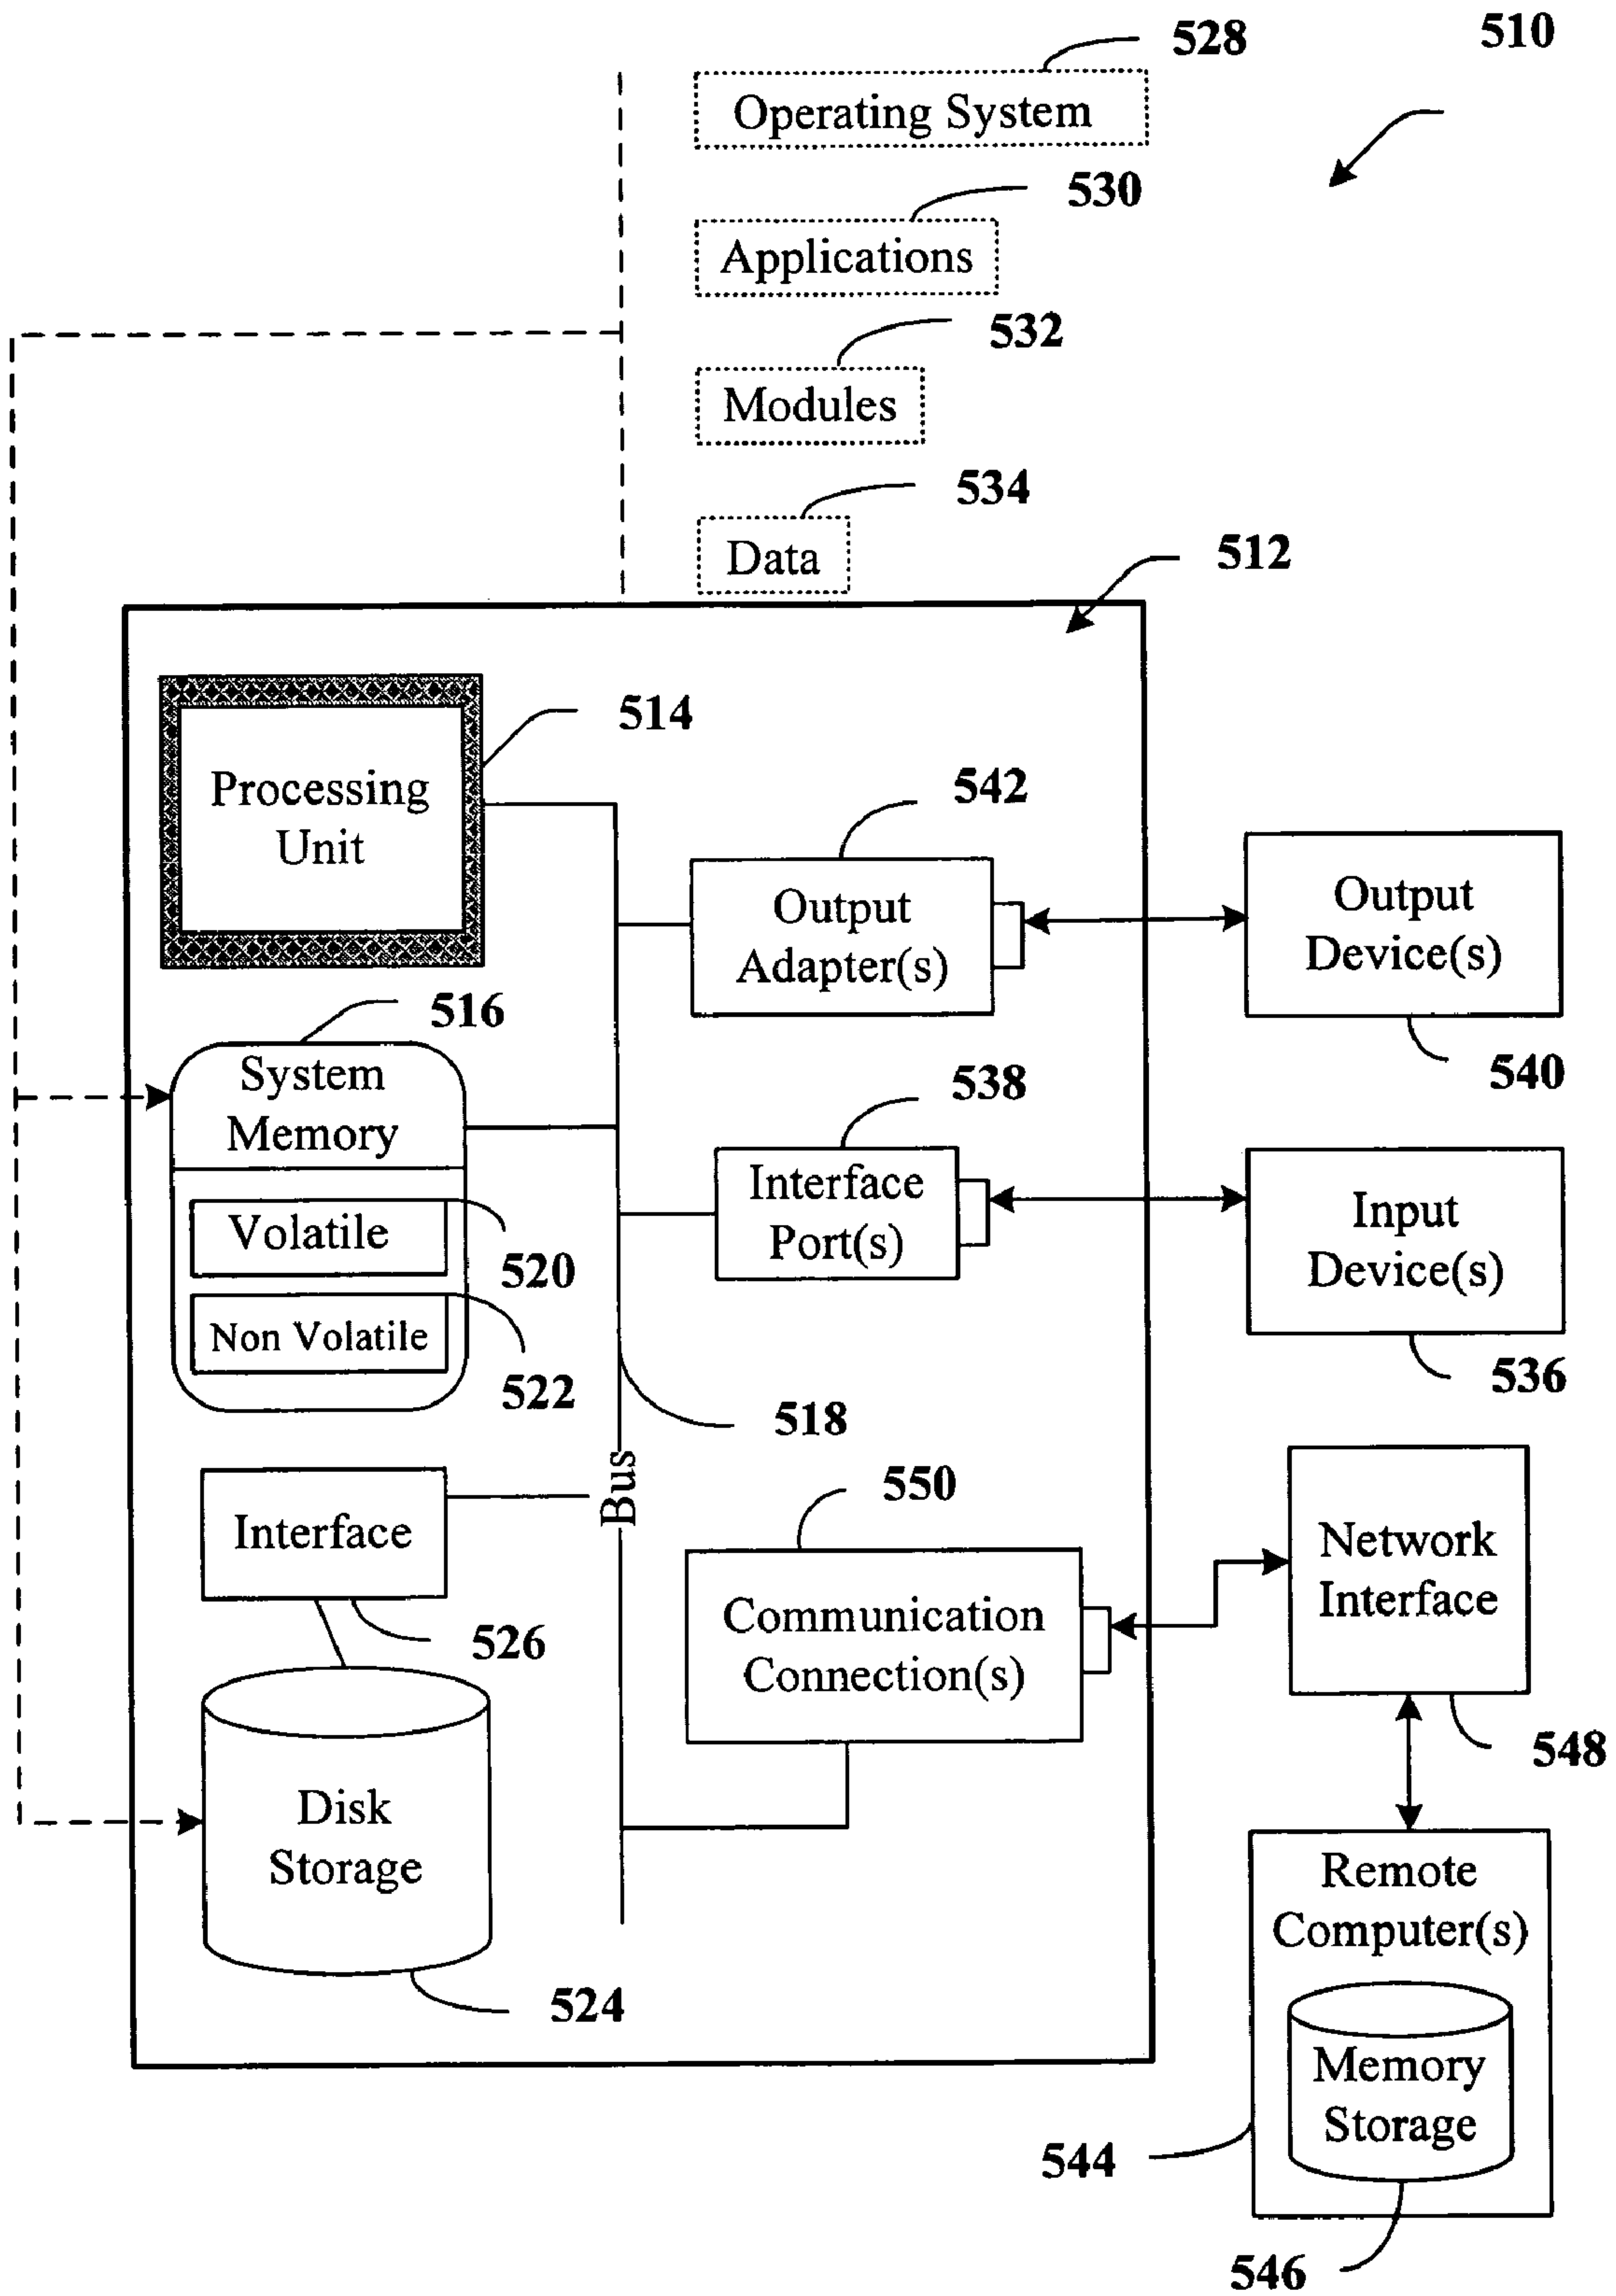 528
510
Operating System
530
Applications
532
Modules
534
Data
512
514
Processing
Unit
542
Output
Adapter(s)
Output
Device(s)
540
516
System
Memory
538
Interface
Port(s)
Input
Device(s)
536
Volatile
520
Non Volatile
522
518
Bus
Interface
526
550
Communication
Connection(s)
Network
Interface
548
Disk
Storage
524
Remote
Computer(s)
Memory
Storage
544
546